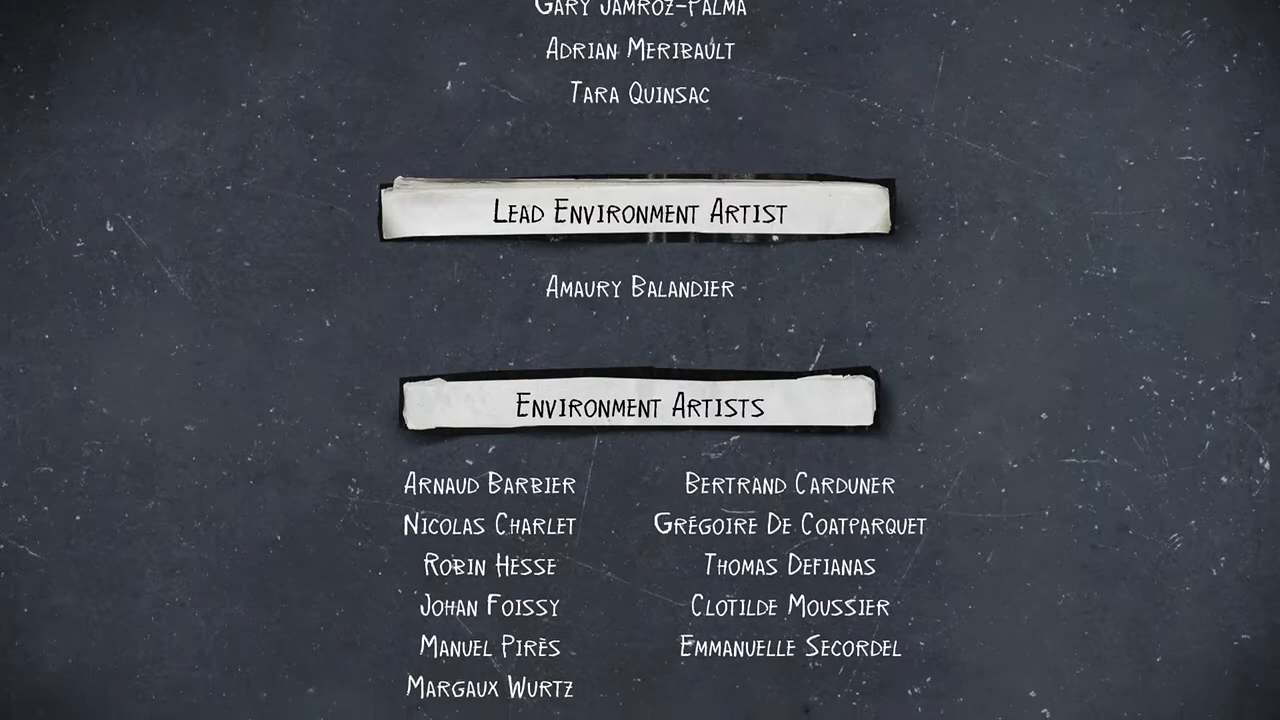 Gary Jamroz-Palma
Adrian Meribault
Tara Quinsac
Lead Environment Artist
Amaury Balandier
Environment Artists
Arnaud Barbier
Bertrand Carduner
Nicolas Charlet
Grégoire De Coatparquet
Robin Hesse
Thomas Defianas
Johan Foissy
Clotilde Moussier
Manuel Pirès
Emmanuelle Secordel
Margaux Wurtz